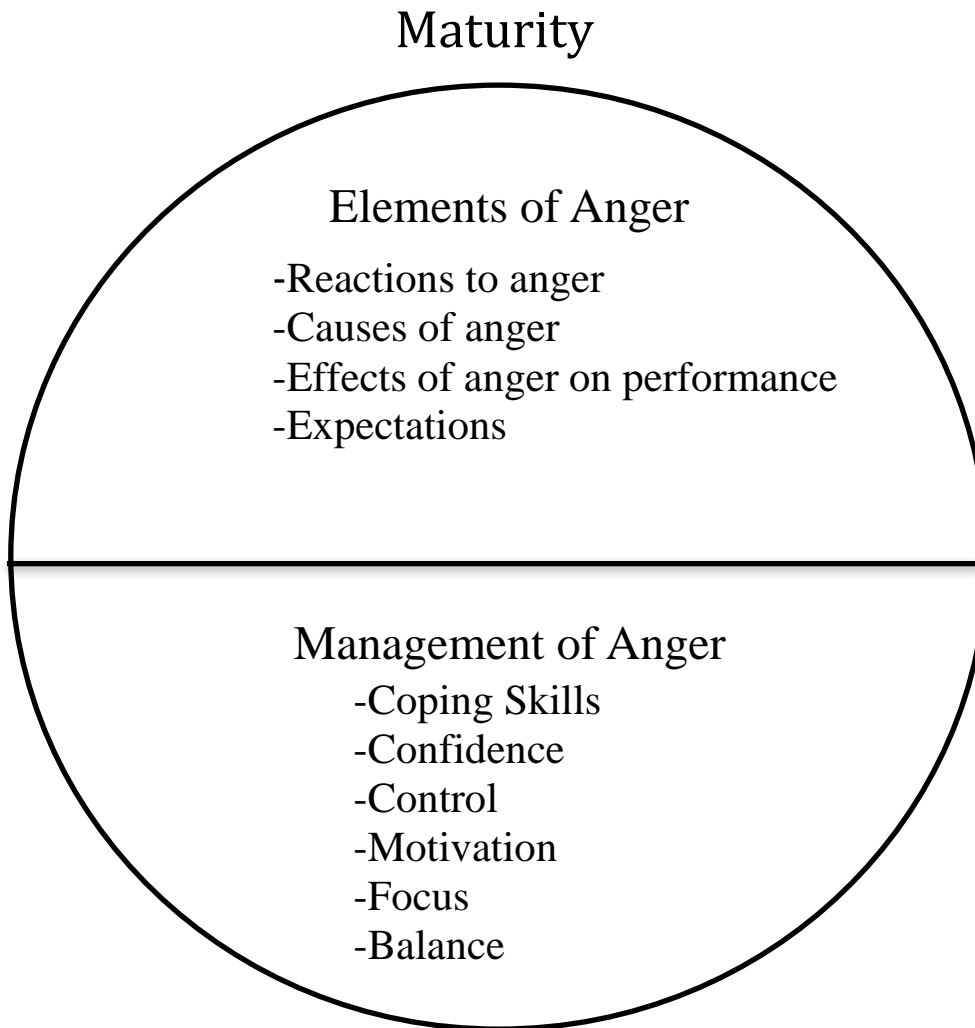 Maturity
Elements of Anger
-Reactions to anger
-Causes of anger
-Effects of anger on performance
-Expectations
Management of Anger
-Coping Skills
-Confidence
-Control
-Motivation
-Focus
-Balance